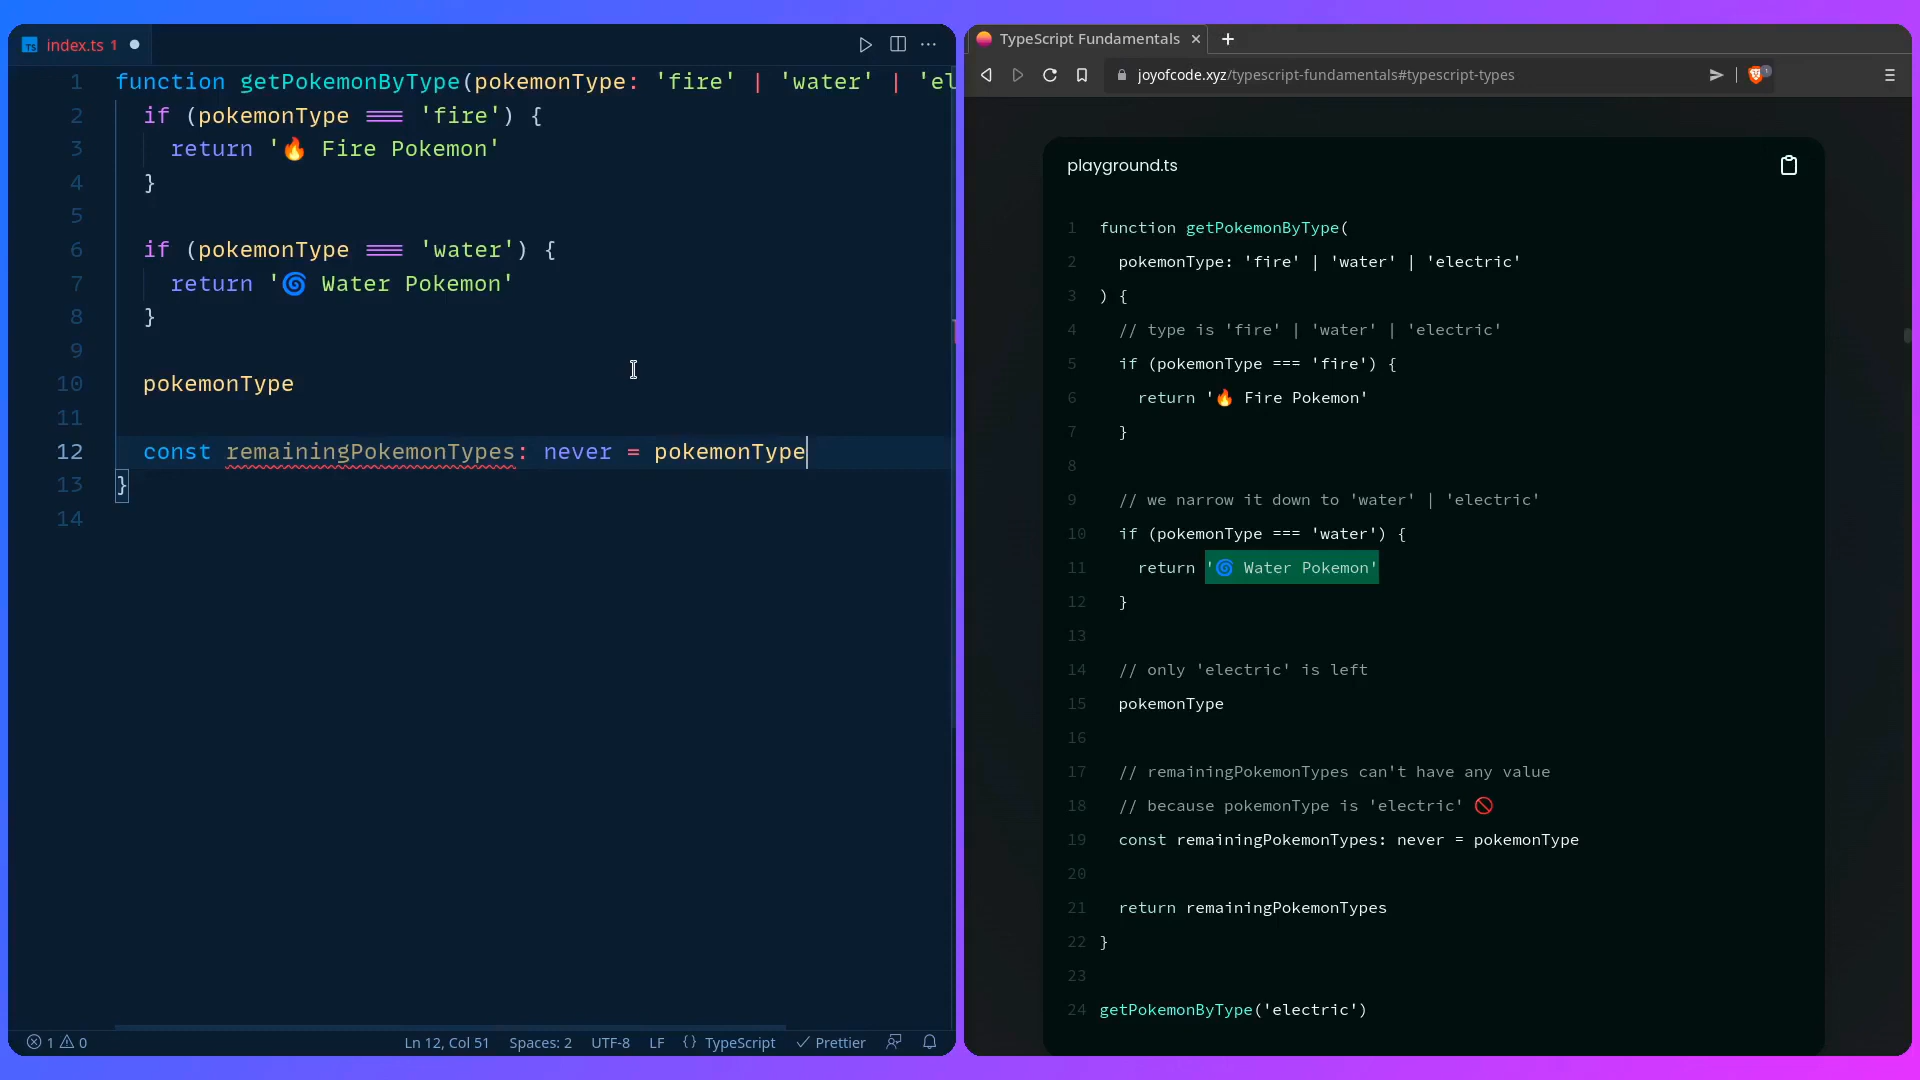 index.ts 1
1 function getPokemonByType(pokemonType: 'fire' | 'water' | 'el
2 if (pokemonType === 'fire') {
3 return '🔥 Fire Pokemon'
4 }
5
6 if (pokemonType === 'water') {
7 return '🌀 Water Pokemon'
8 }
9
10 pokemonType
11
12 const remainingPokemonTypes: never = pokemonType
13 }
14
1 0 Ln 12, Col 51 Spaces: 2 UTF-8 LF {} TypeScript ✓ Prettier
TypeScript Fundamentals
joyofcode.xyz/typescript-fundamentals#typescript-types
1
playground.ts
1 function getPokemonByType(
2 pokemonType: 'fire' | 'water' | 'electric'
3 ) {
4 // type is 'fire' | 'water' | 'electric'
5 if (pokemonType === 'fire') {
6 return '🔥 Fire Pokemon'
7 }
8
9 // we narrow it down to 'water' | 'electric'
10 if (pokemonType === 'water') {
11 return '🌀 Water Pokemon'
12 }
13
14 // only 'electric' is left
15 pokemonType
16
17 // remainingPokemonTypes can't have any value
18 // because pokemonType is 'electric' 🚫
19 const remainingPokemonTypes: never = pokemonType
20
21 return remainingPokemonTypes
22 }
23
24 getPokemonByType('electric')